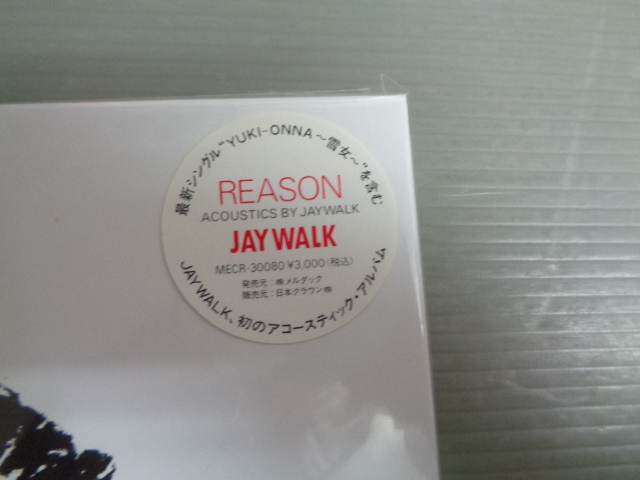 最新シングル"YUKI-ONNA～雪女～"を含む
REASON
ACOUSTICS BY JAYWALK
JAYWALK
MECR-30080 ¥3,000(税込)
発売元：㈱メルダック
販売元：日本クラウン㈱
JAYWALK、初のアコースティック・アルバム